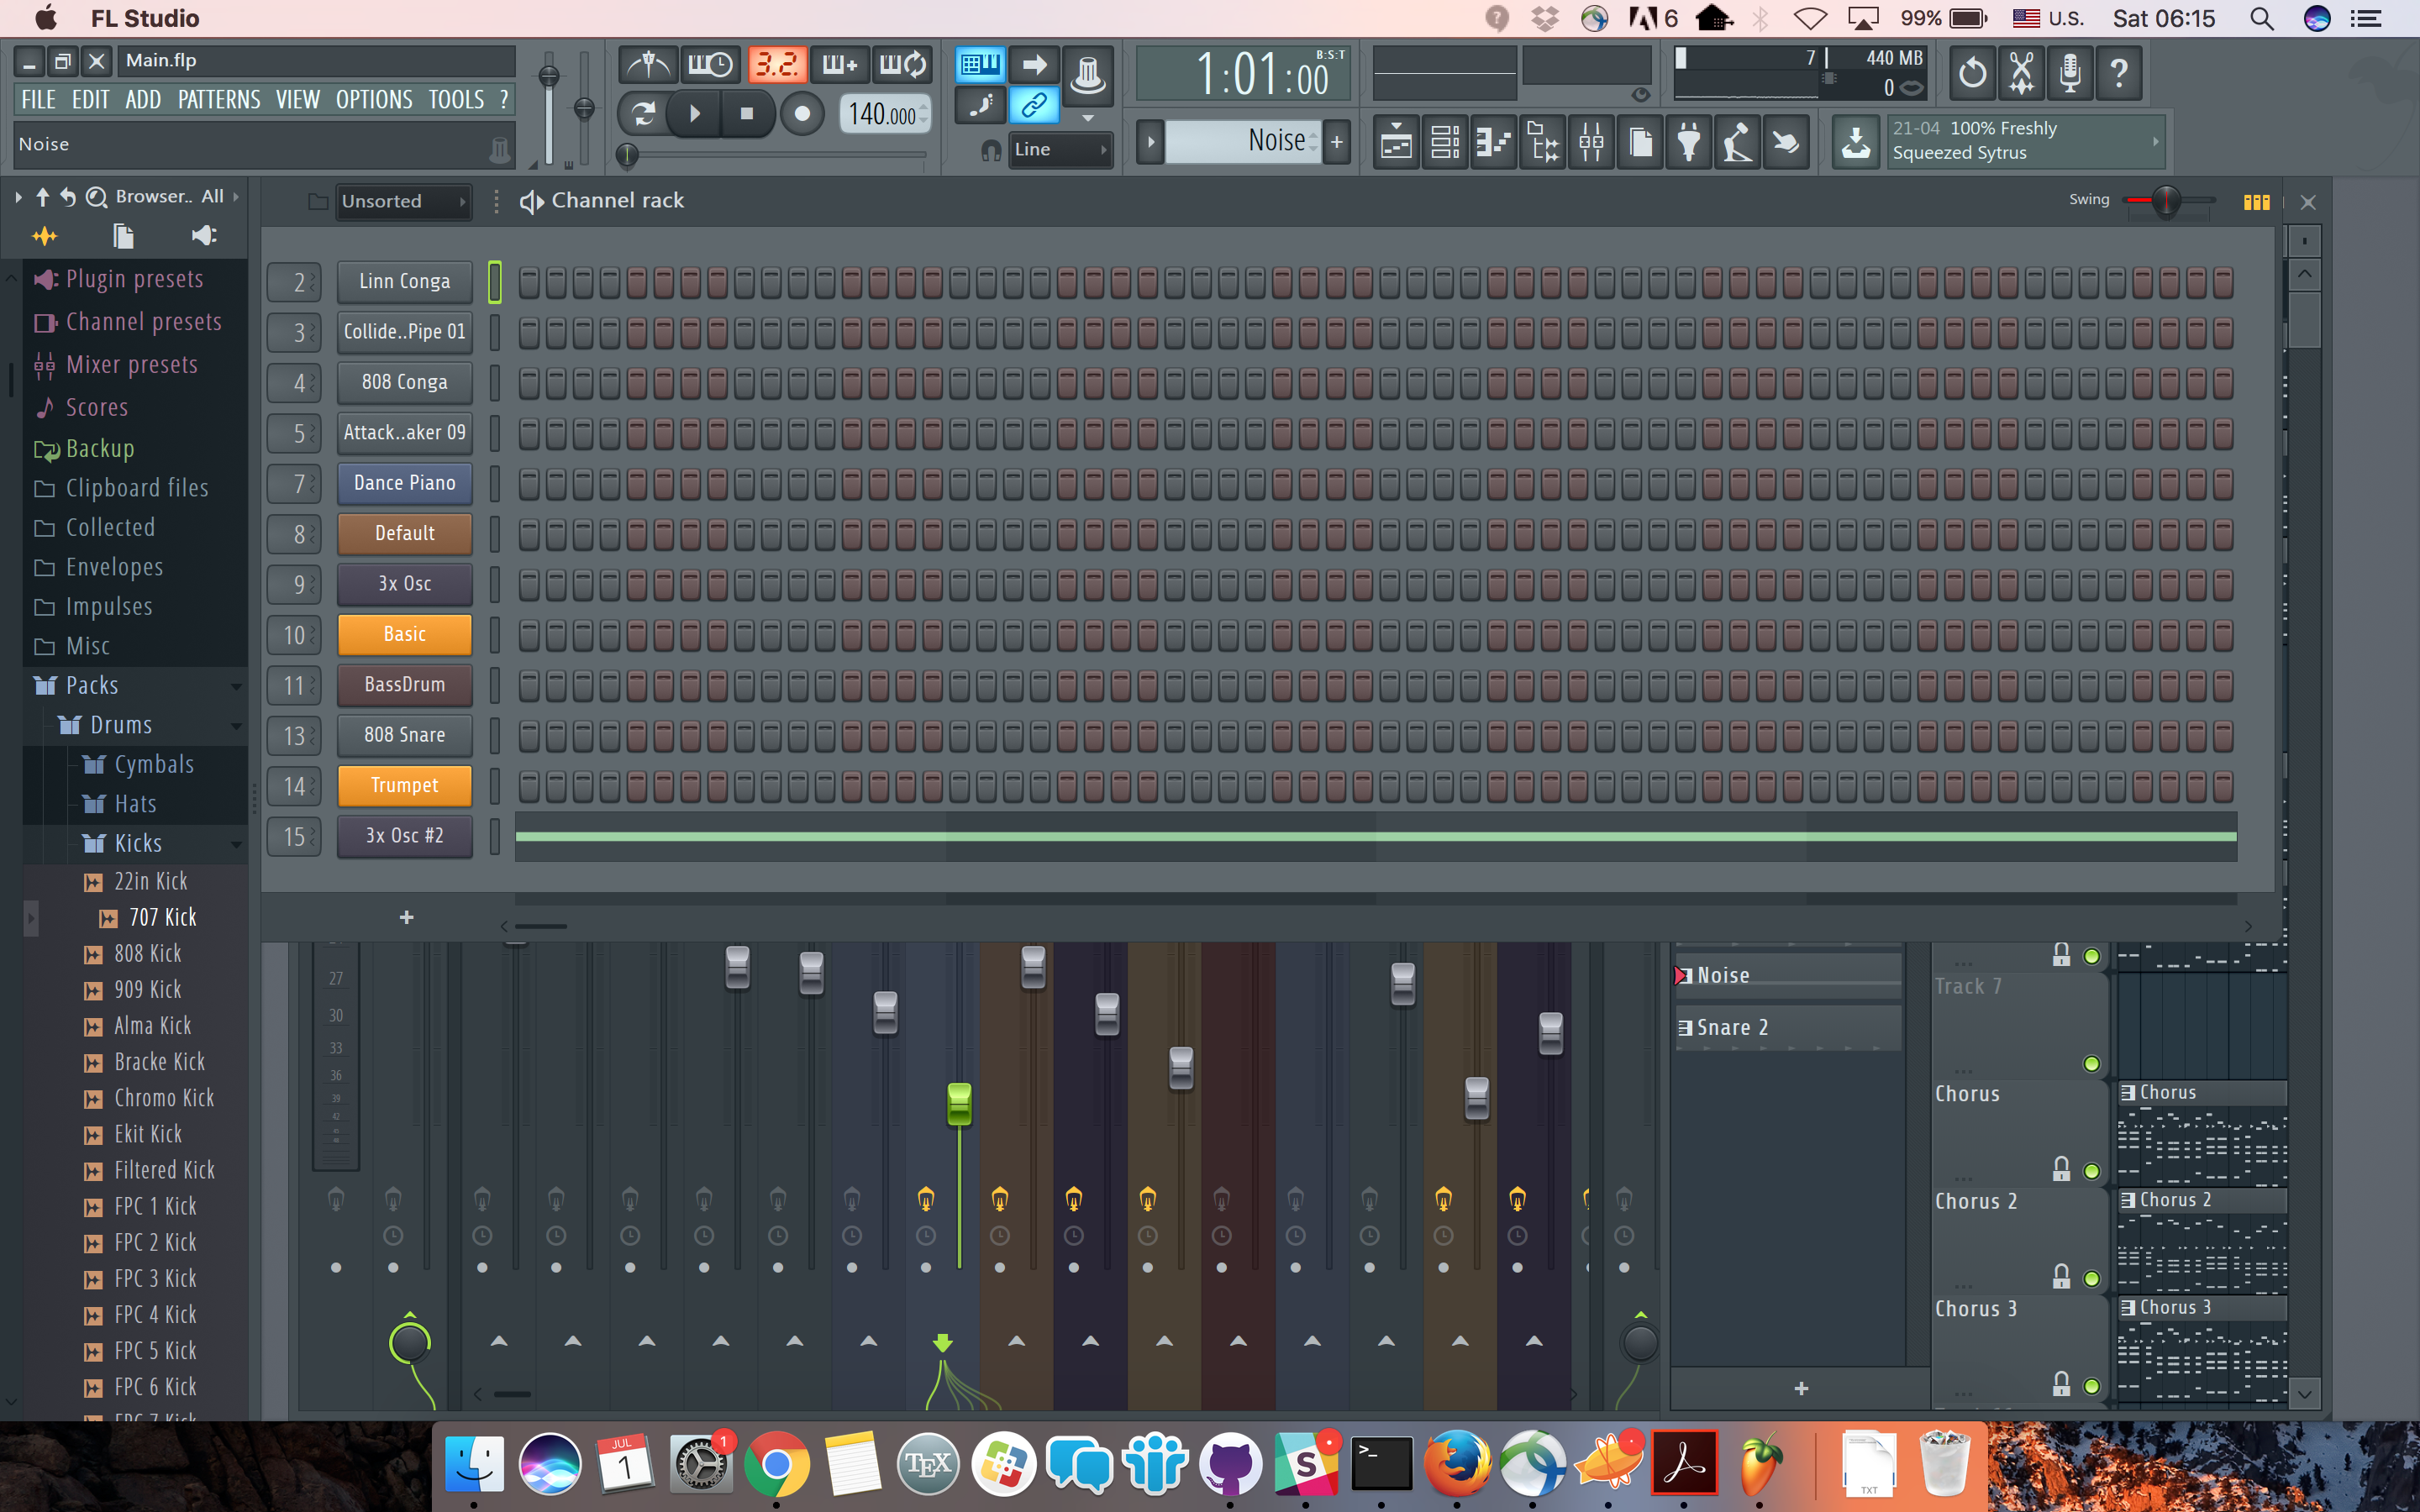 FL Studio
6
99%
U.S.
Sat 06:15
Main.flp
FILE EDIT ADD PATTERNS VIEW OPTIONS TOOLS ?
Noise
3.2.
140.000
Line
1:01:00
B:S:T
Noise
+
7
440 MB
0
?
21-04 100% Freshly
Squeezed Sytrus
Browser.. All
Unsorted
Channel rack
Swing
Plugin presets
Channel presets
Mixer presets
Scores
Backup
Clipboard files
Collected
Envelopes
Impulses
Misc
Packs
Drums
Cymbals
Hats
Kicks
22in Kick
707 Kick
808 Kick
909 Kick
Alma Kick
Bracke Kick
Chromo Kick
Ekit Kick
Filtered Kick
FPC 1 Kick
FPC 2 Kick
FPC 3 Kick
FPC 4 Kick
FPC 5 Kick
FPC 6 Kick
FPC 7 Kick
2 Linn Conga
3 Collide..Pipe 01
4 808 Conga
5 Attack..aker 09
7 Dance Piano
8 Default
9 3x Osc
10 Basic
11 BassDrum
13 808 Snare
14 Trumpet
15 3x Osc #2
+
27
30
33
36
39
42
Noise
Snare 2
+
Track 7
Chorus
Chorus 2
Chorus 3
Chorus
Chorus 2
Chorus 3
JUL
1
1
TEX
S
>_
TXT